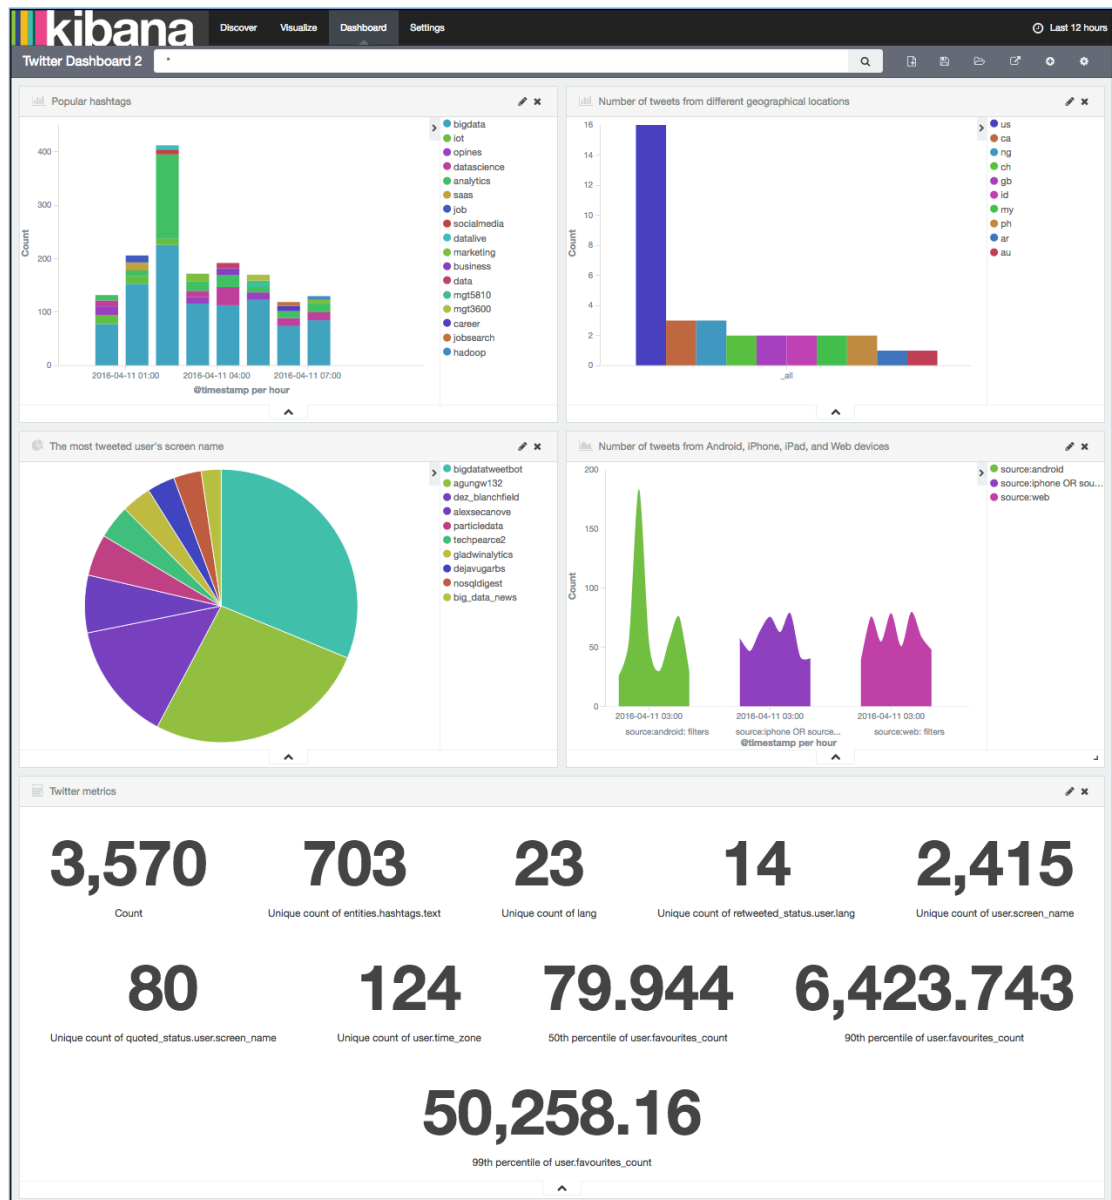 kibana
Discover Visualize Dashboard Settings Last 12 hours
Twitter Dashboard 2 *
Popular hashtags
Count
400
300
200
100
0
2016-04-11 01:00 2016-04-11 04:00 2016-04-11 07:00
@timestamp per hour
bigdata
iot
opines
datascience
analytics
saas
job
socialmedia
datalive
marketing
business
data
mgt5810
mgt3600
career
jobsearch
hadoop
Number of tweets from different geographical locations
Count
16
14
12
10
8
6
4
2
0
_all
us
ca
ng
ch
gb
id
my
ph
ar
au
The most tweeted user's screen name
bigdatatweetbot
agungw132
dez_blanchfield
alexsecanove
particledata
techpearce2
gladwinalytics
dejavugarbs
nosqldigest
big_data_news
Number of tweets from Android, iPhone, iPad, and Web devices
Count
200
150
100
50
0
2016-04-11 03:00 2016-04-11 03:00 2016-04-11 03:00
source:android: filters source:iphone OR source... source:web: filters
@timestamp per hour
source:android
source:iphone OR sou...
source:web
Twitter metrics
3,570 703 23 14 2,415
Count Unique count of entities.hashtags.text Unique count of lang Unique count of retweeted_status.user.lang Unique count of user.screen_name
80 124 79.944 6,423.743
Unique count of quoted_status.user.screen_name Unique count of user.time_zone 50th percentile of user.favourites_count 90th percentile of user.favourites_count
50,258.16
99th percentile of user.favourites_count